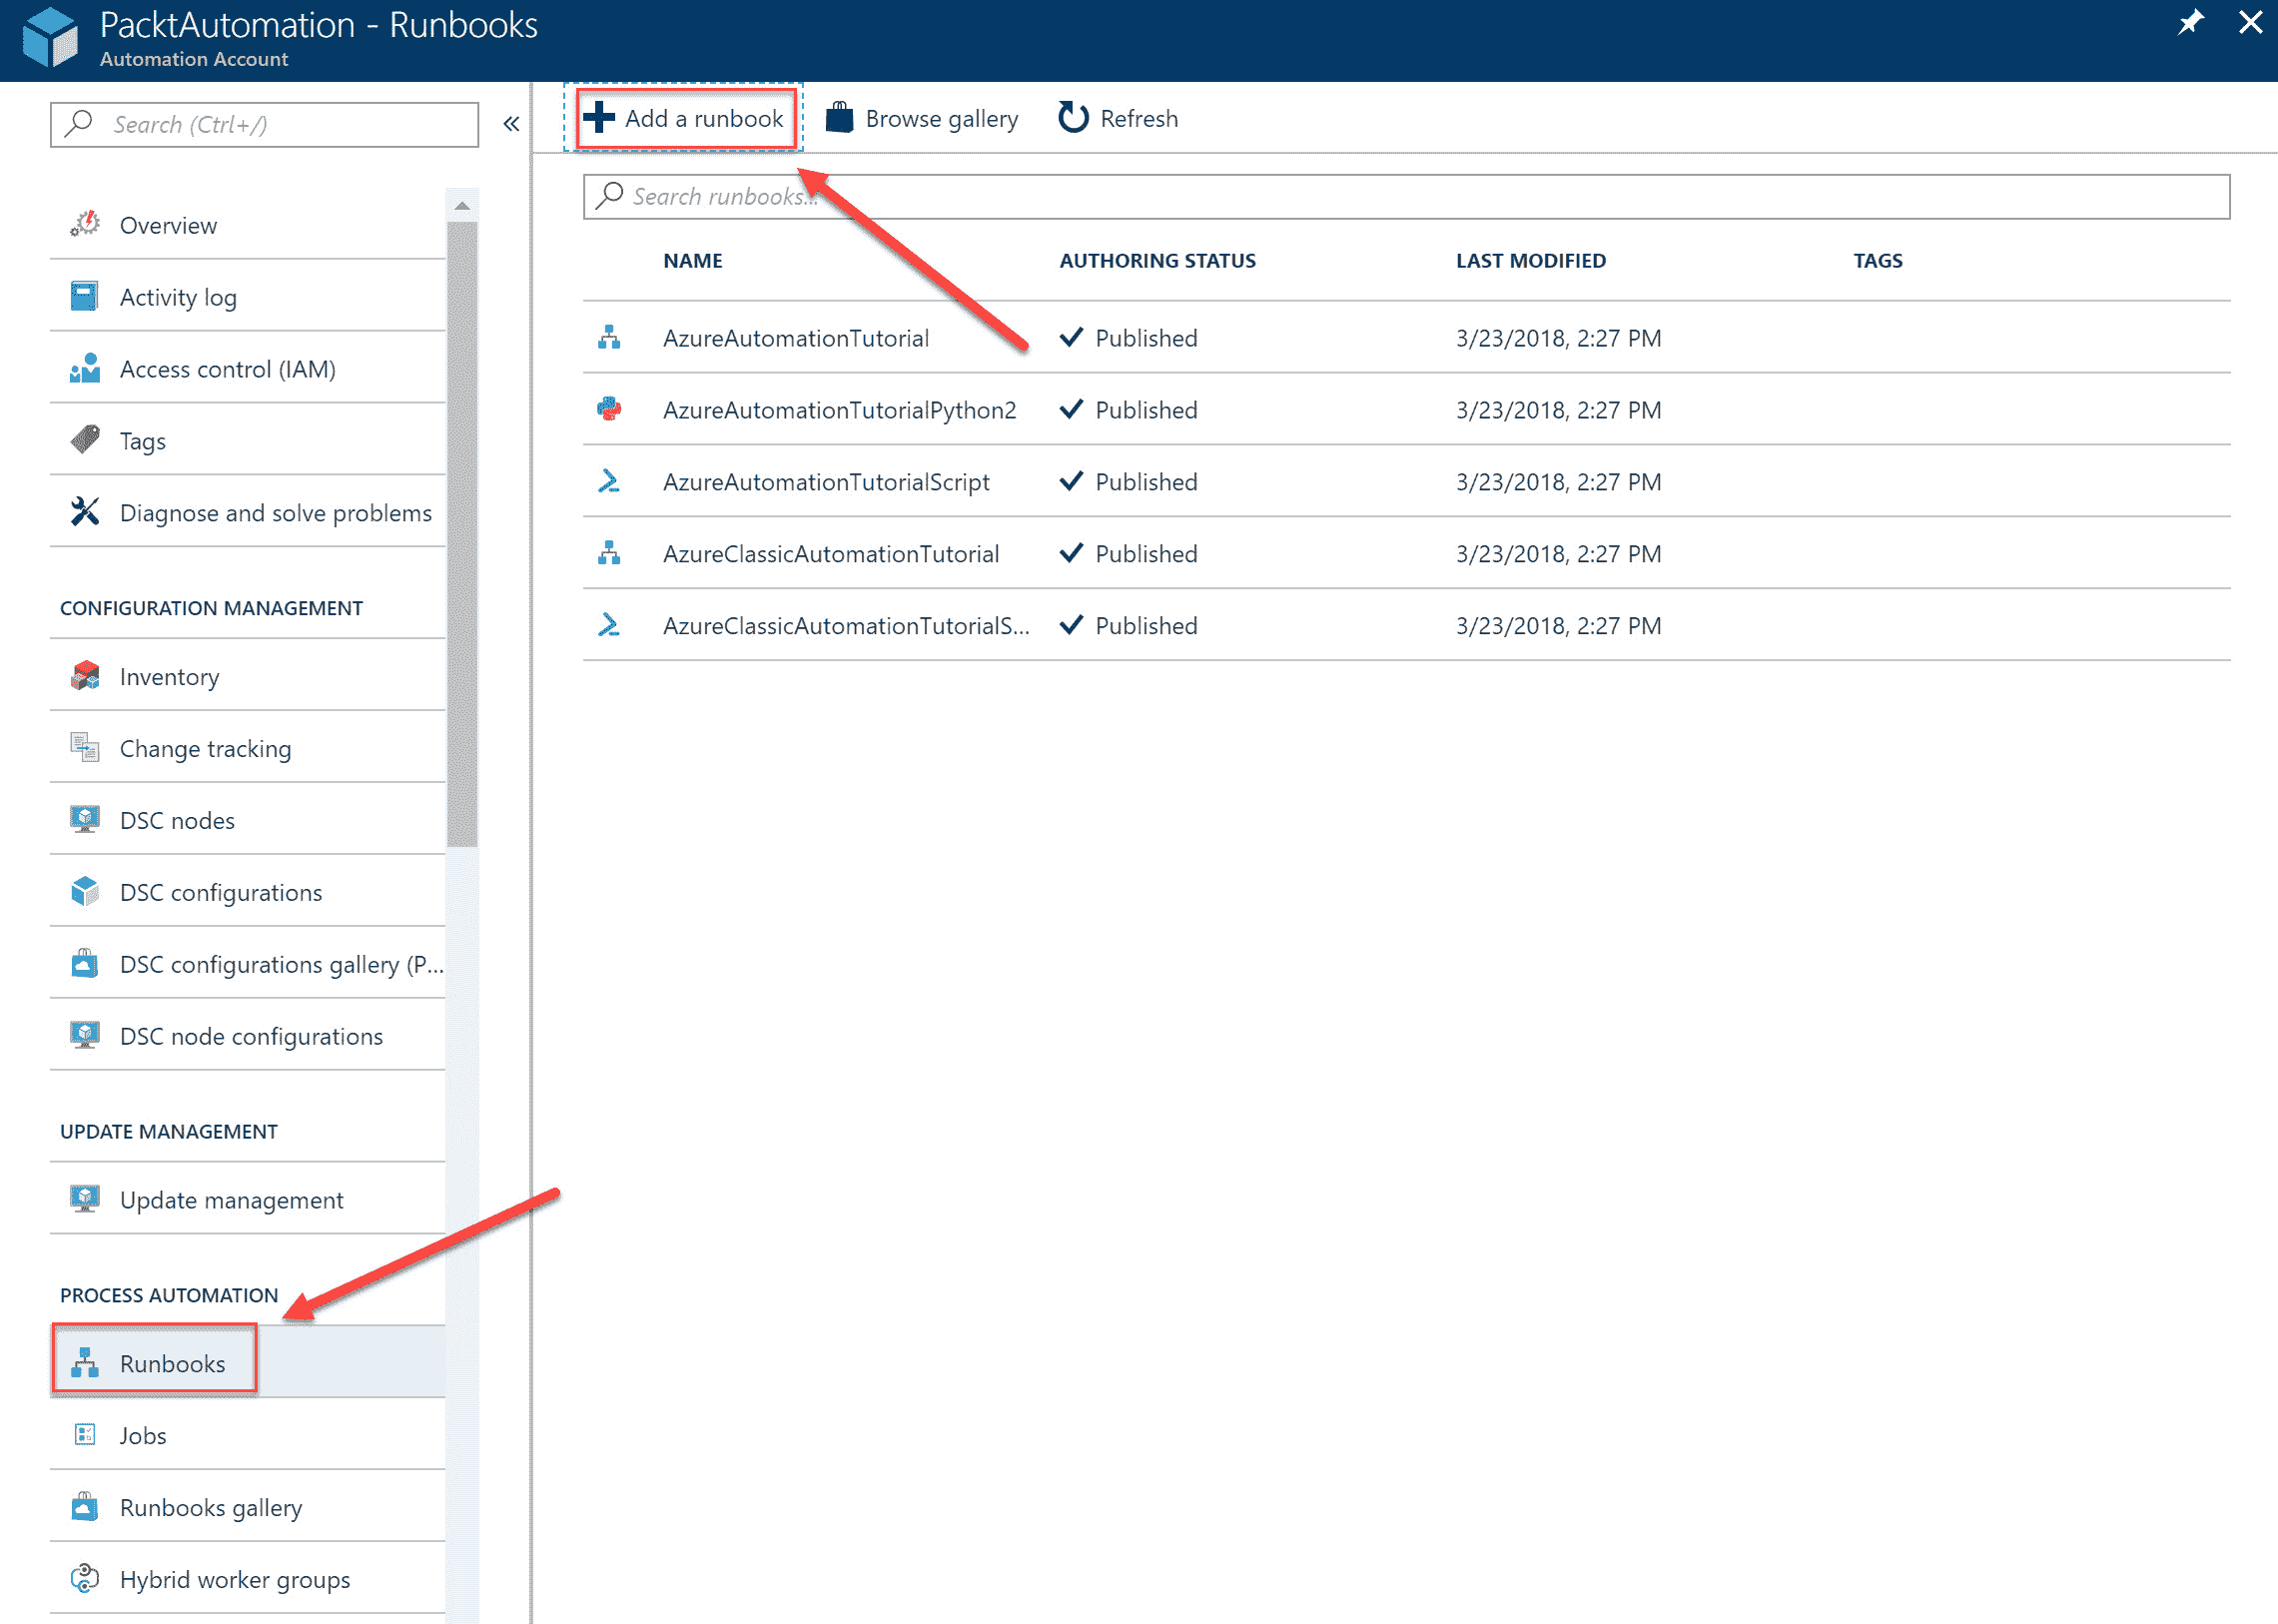 PacktAutomation - Runbooks
Automation Account
Search (Ctrl+/)
«
Overview
Activity log
Access control (IAM)
Tags
Diagnose and solve problems
CONFIGURATION MANAGEMENT
Inventory
Change tracking
DSC nodes
DSC configurations
DSC configurations gallery (P...
DSC node configurations
UPDATE MANAGEMENT
Update management
PROCESS AUTOMATION
Runbooks
Jobs
Runbooks gallery
Hybrid worker groups
Add a runbook Browse gallery Refresh
Search runbooks...
NAME AUTHORING STATUS LAST MODIFIED TAGS
AzureAutomationTutorial Published 3/23/2018, 2:27 PM
AzureAutomationTutorialPython2 Published 3/23/2018, 2:27 PM
AzureAutomationTutorialScript Published 3/23/2018, 2:27 PM
AzureClassicAutomationTutorial Published 3/23/2018, 2:27 PM
AzureClassicAutomationTutorialS... Published 3/23/2018, 2:27 PM